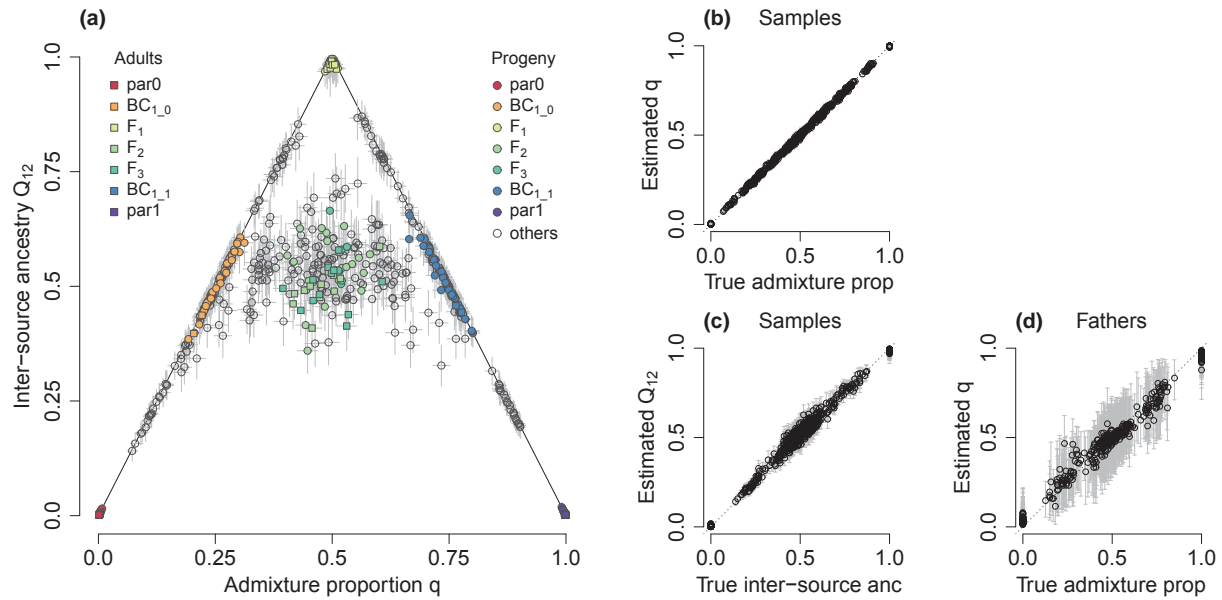 (a)
Adults
par0
BC1_0
F1
F2
F3
BC1_1
par1
Progeny
par0
BC1_0
F1
F2
F3
BC1_1
par1
others
Inter−source ancestry Q12
0.0
0.25
0.5
0.75
1.0
0.0
0.25
0.5
0.75
1.0
Admixture proportion q
(b) Samples
Estimated q
0.0
0.5
1.0
0.0
0.5
1.0
True admixture prop
(c) Samples
Estimated Q12
0.0
0.5
1.0
0.0
0.5
1.0
True inter−source anc
(d) Fathers
Estimated q
0.0
0.5
1.0
0.0
0.5
1.0
True admixture prop